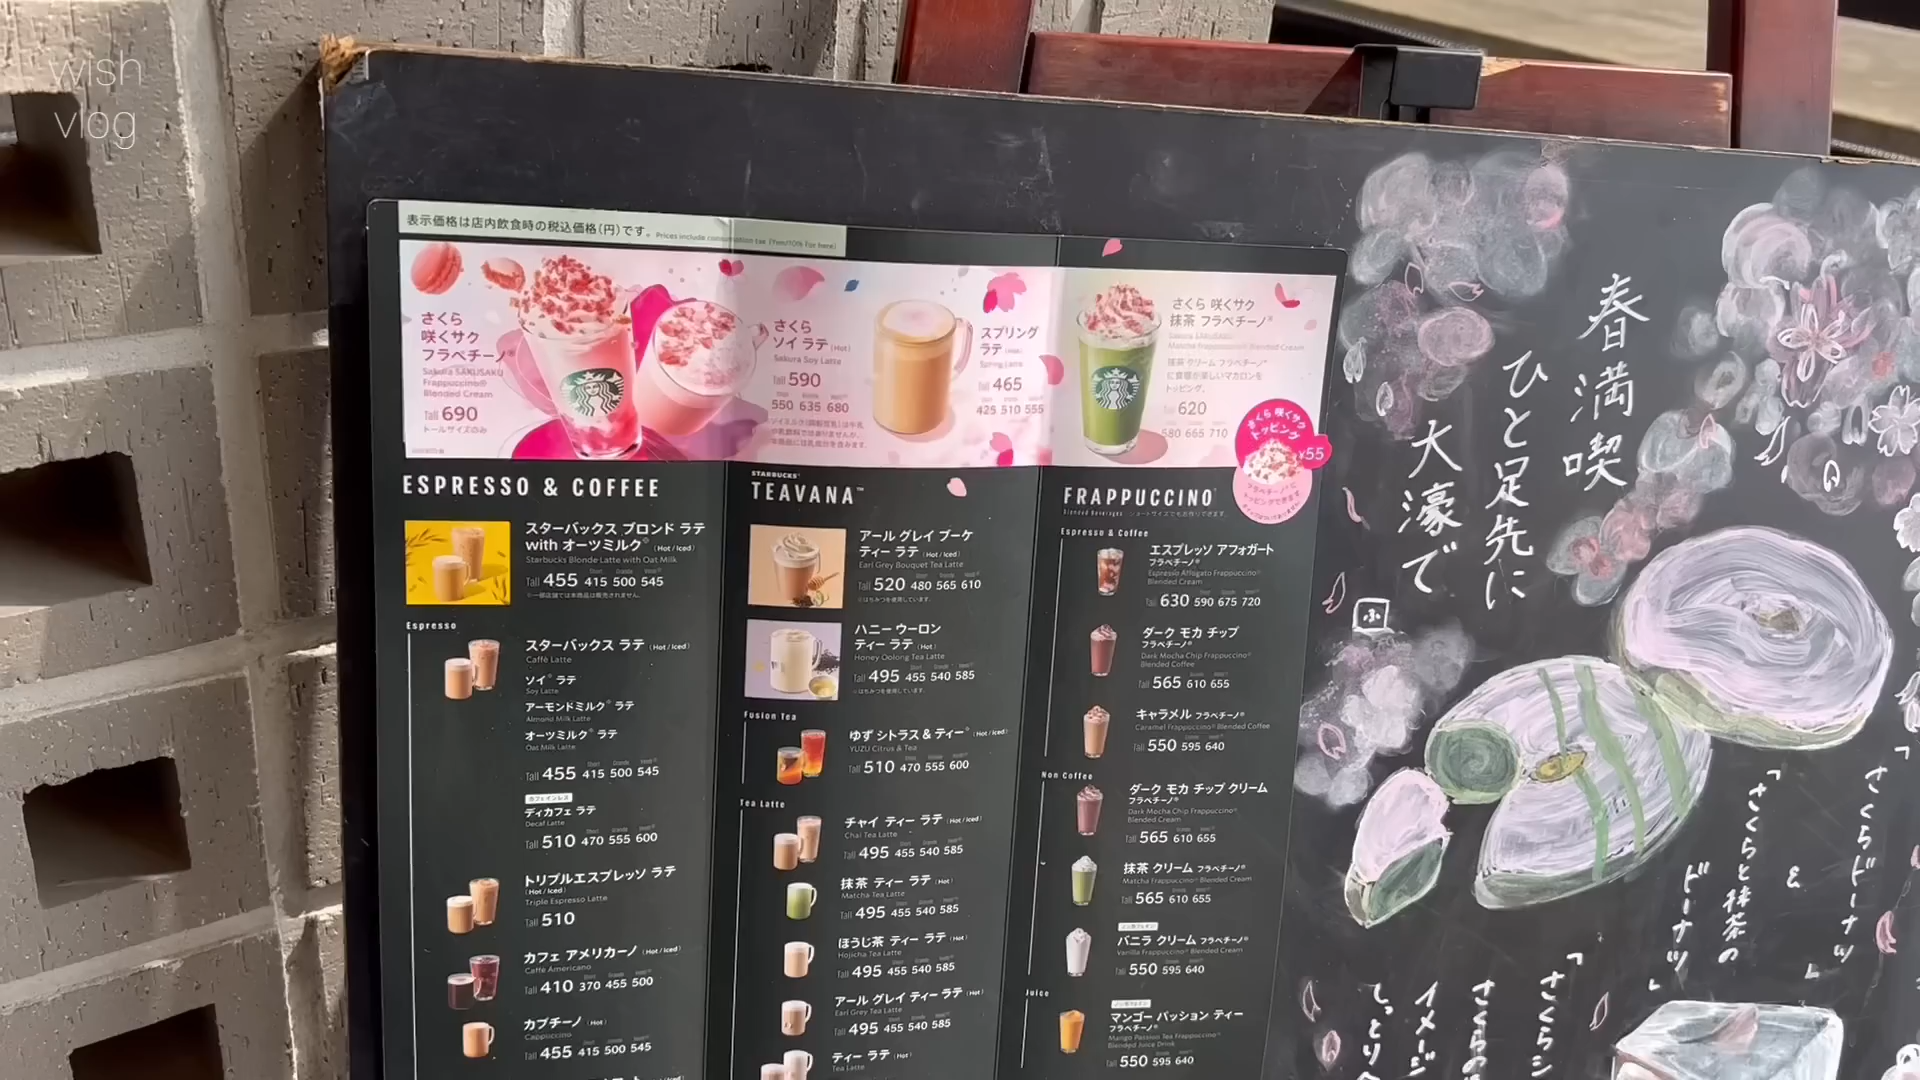 wish
vlog
表示価格は店内飲食時の税込価格(円)です。 Prices include consumption tax (Yen/10% for here)
さくら
咲くサク
フラペチーノ®
Sakura SAKUSAKU
Frappuccino®
Blended Cream
Tall 690
トールサイズのみ
さくら
ソイ ラテ (Hot)
Sakura Soy Latte
Tall 590
550 635 680
スプリング
ラテ (Hot)
Spring Latte
Tall 465
425 510 555
さくら 咲くサク
抹茶 フラペチーノ®
Sakura SAKUSAKU
Matcha Frappuccino® Blended Cream
抹茶 クリーム フラペチーノ®
に食感が楽しいマカロンを
トッピング。
Tall 620
580 665 710
さくら 咲くサク
トッピング
¥55
フラペチーノ®に
トッピングできます
ESPRESSO & COFFEE
スターバックス ブロンド ラテ
with オーツミルク® (Hot / Iced)
Starbucks Blonde Latte with Oat Milk
Tall 455 415 500 545
※一部店舗では本商品は販売されません。
Espresso
スターバックス ラテ (Hot / Iced)
Caffè Latte
ソイ® ラテ
Soy Latte
アーモンドミルク® ラテ
Almond Milk Latte
オーツミルク® ラテ
Oat Milk Latte
Tall 455 415 500 545
カフェインレス
ディカフェ ラテ
Decaf Latte
Tall 510 470 555 600
トリプルエスプレッソ ラテ
(Hot / Iced)
Triple Espresso Latte
Tall 510
カフェ アメリカーノ (Hot / Iced)
Caffè Americano
Tall 410 370 455 500
カプチーノ (Hot)
Cappuccino
Tall 455 415 500 545
STARBUCKS®
TEAVANA™
アール グレイ ブーケ
ティー ラテ (Hot / Iced)
Earl Grey Bouquet Tea Latte
Tall 520 480 565 610
※はちみつを使用しています。
ハニー ウーロン
ティー ラテ (Hot)
Honey Oolong Tea Latte
Tall 495 455 540 585
※はちみつを使用しています。
Fusion Tea
ゆず シトラス & ティー® (Hot / Iced)
YUZU Citrus & Tea
Tall 510 470 555 600
Tea Latte
チャイ ティー ラテ (Hot / Iced)
Chai Tea Latte
Tall 495 455 540 585
抹茶 ティー ラテ (Hot)
Matcha Tea Latte
Tall 495 455 540 585
ほうじ茶 ティー ラテ (Hot)
Hojicha Tea Latte
Tall 495 455 540 585
アール グレイ ティー ラテ (Hot)
Earl Grey Tea Latte
Tall 495 455 540 585
ティー ラテ (Hot)
Tea Latte
FRAPPUCCINO®
Blended Beverages
Espresso & Coffee
エスプレッソ アフォガート
フラペチーノ®
Espresso Affogato Frappuccino®
Blended Cream
Tall 630 590 675 720
ダーク モカ チップ
フラペチーノ®
Dark Mocha Chip Frappuccino®
Blended Coffee
Tall 565 610 655
キャラメル フラペチーノ®
Caramel Frappuccino® Blended Coffee
Tall 550 595 640
Non Coffee
ダーク モカ チップ クリーム
フラペチーノ®
Dark Mocha Chip Frappuccino®
Blended Cream
Tall 565 610 655
抹茶 クリーム フラペチーノ®
Matcha Frappuccino® Blended Cream
Tall 565 610 655
ノンカフェイン
バニラ クリーム フラペチーノ®
Vanilla Frappuccino® Blended Cream
Tall 550 595 640
Juice
ノンカフェイン
マンゴー パッション ティー
フラペチーノ®
Mango Passion Tea Frappuccino®
Blended Juice Drink
Tall 550 595 640
春満喫
ひと足先に
大濠で
「さくらドーナツ」
&
「さくらと抹茶の
ドーナツ」
「さくらシ
さくらの
イメージ
しっとり